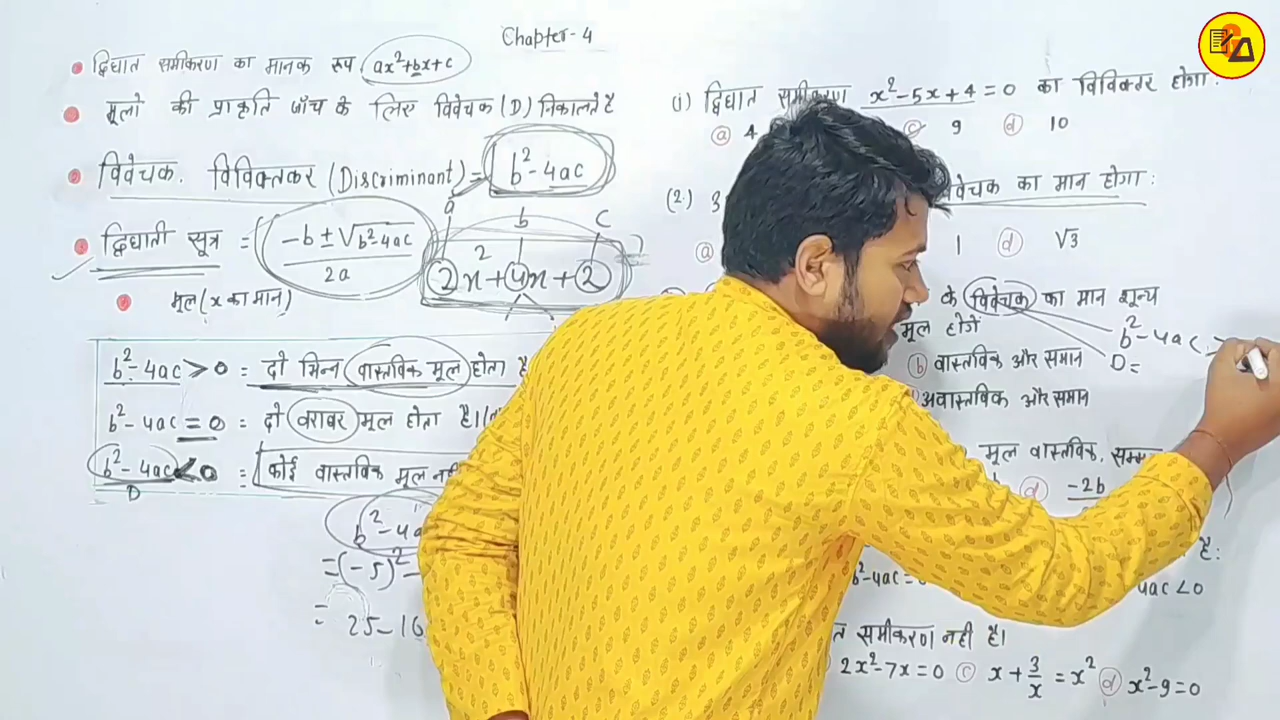 Chapter-4
द्विघात समीकरण का मानक रूप ax²+bx+c
मूलो की प्राकृति जाँच के लिए विवेचक (D) निकालते है
विवेचक. विविक्तकर (Discriminant) = b²-4ac
a b c
द्विघाती सूत्र = -b ± √b²-4ac / 2a
2x²+4x+2
मूल (x का मान)
b²-4ac > 0 = दो भिन्न वास्तविक मूल होता है
b²-4ac = 0 = दो बराबर मूल होता है।
b²-4ac < 0 = कोई वास्तविक मूल
D
b²-4a
= (-5)²-
= 25-16
(1) द्विघात समीकरण x²-5x+4=0 का विविक्तकर होगा:
ⓐ 4 ⓒ 9 ⓓ 10
(2.) 3 विवेचक का मान होगा:
ⓐ 1 ⓓ √3
के विवेचक का मान शून्य
मूल होगें
b²-4ac =
D =
ⓑ वास्तविक और समान
अवास्तविक और समान
मूल वास्तविक,
ⓓ -2b
है:
b²-4ac = 4ac < 0
समीकरण नही है।
2x²-7x=0 ⓒ x + 3/x = x² ⓓ x²-9=0